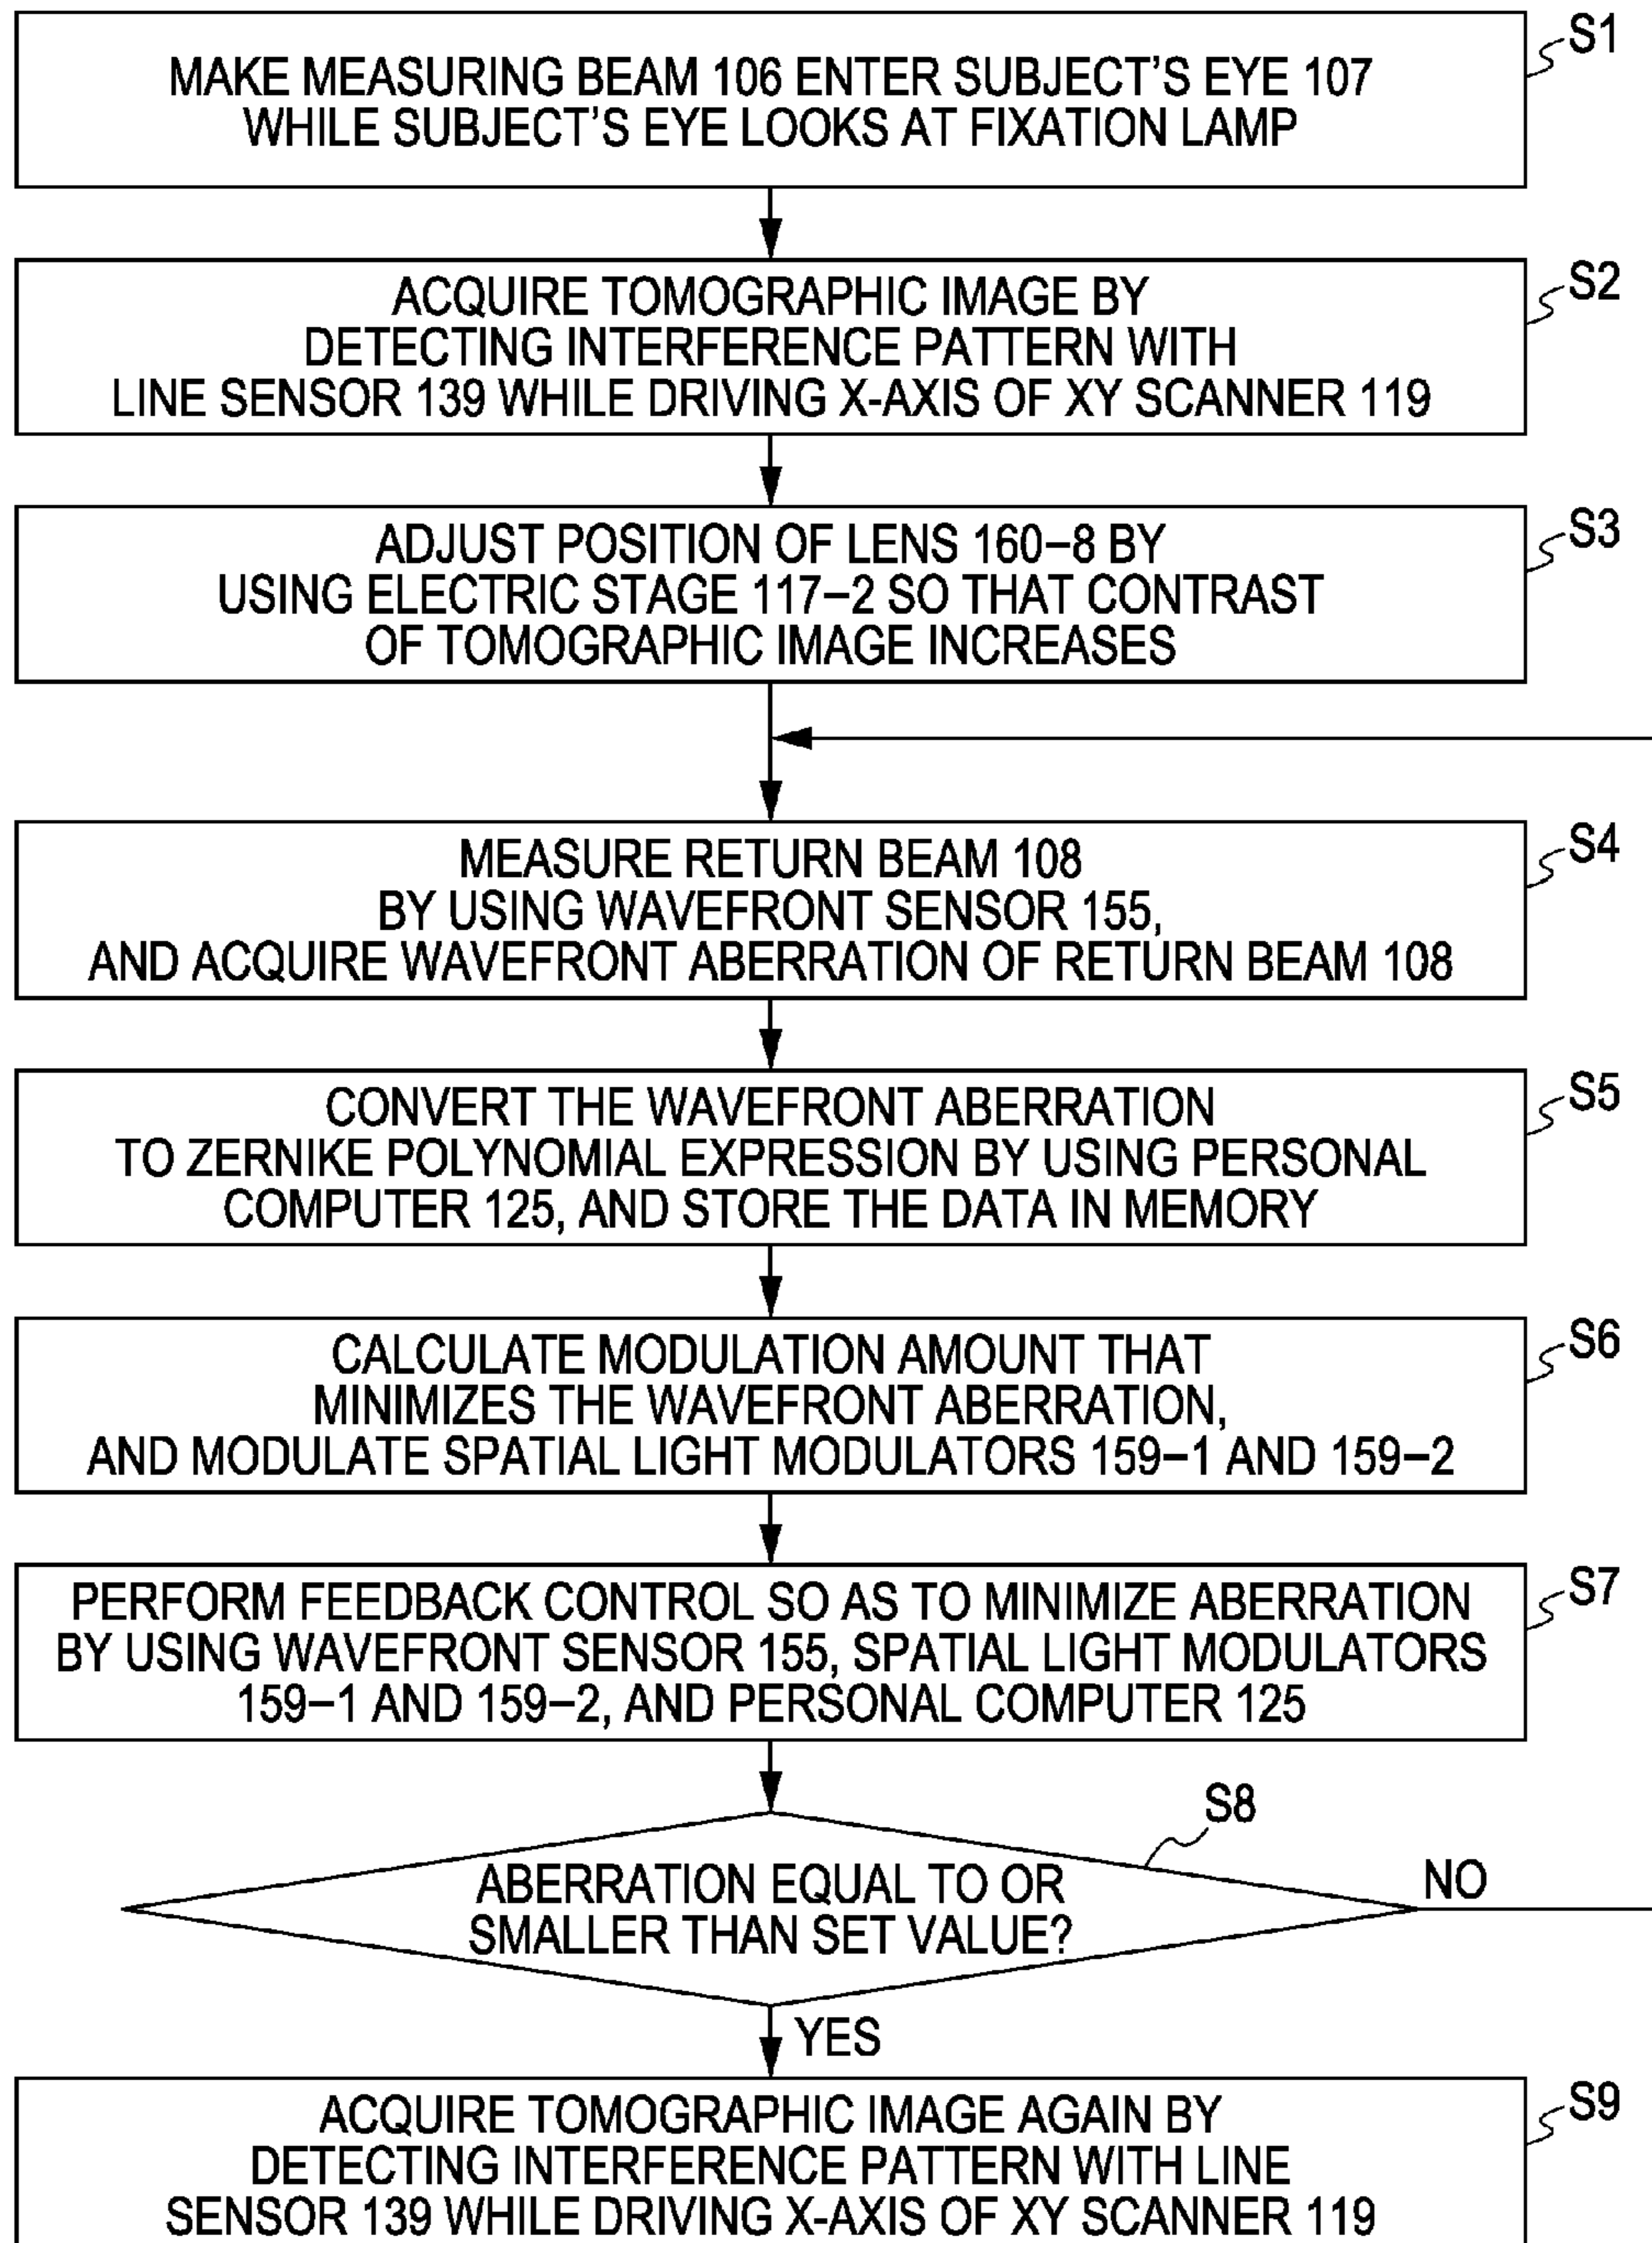 S1
MAKE MEASURING BEAM 106 ENTER SUBJECT'S EYE 107
WHILE SUBJECT'S EYE LOOKS AT FIXATION LAMP
S2
ACQUIRE TOMOGRAPHIC IMAGE BY
DETECTING INTERFERENCE PATTERN WITH
LINE SENSOR 139 WHILE DRIVING X-AXIS OF XY SCANNER 119
S3
ADJUST POSITION OF LENS 160–8 BY
USING ELECTRIC STAGE 117–2 SO THAT CONTRAST
OF TOMOGRAPHIC IMAGE INCREASES
S4
MEASURE RETURN BEAM 108
BY USING WAVEFRONT SENSOR 155,
AND ACQUIRE WAVEFRONT ABERRATION OF RETURN BEAM 108
S5
CONVERT THE WAVEFRONT ABERRATION
TO ZERNIKE POLYNOMIAL EXPRESSION BY USING PERSONAL
COMPUTER 125, AND STORE THE DATA IN MEMORY
S6
CALCULATE MODULATION AMOUNT THAT
MINIMIZES THE WAVEFRONT ABERRATION,
AND MODULATE SPATIAL LIGHT MODULATORS 159–1 AND 159–2
S7
PERFORM FEEDBACK CONTROL SO AS TO MINIMIZE ABERRATION
BY USING WAVEFRONT SENSOR 155, SPATIAL LIGHT MODULATORS
159–1 AND 159–2, AND PERSONAL COMPUTER 125
S8
ABERRATION EQUAL TO OR
SMALLER THAN SET VALUE?
NO
YES
S9
ACQUIRE TOMOGRAPHIC IMAGE AGAIN BY
DETECTING INTERFERENCE PATTERN WITH LINE
SENSOR 139 WHILE DRIVING X-AXIS OF XY SCANNER 119